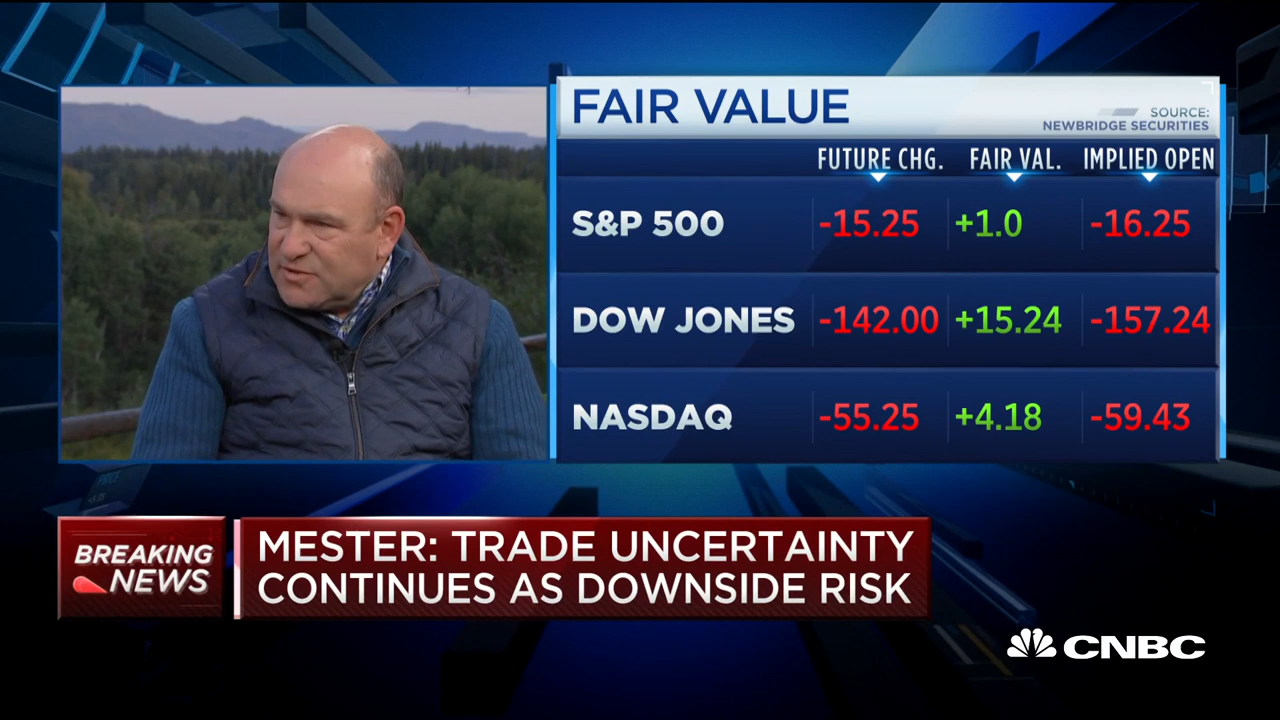 FAIR VALUE
SOURCE:
NEWBRIDGE SECURITIES
FUTURE CHG. FAIR VAL. IMPLIED OPEN
S&P 500 -15.25 +1.0 -16.25
DOW JONES -142.00 +15.24 -157.24
NASDAQ -55.25 +4.18 -59.43
BREAKING
NEWS
MESTER: TRADE UNCERTAINTY
CONTINUES AS DOWNSIDE RISK
CNBC